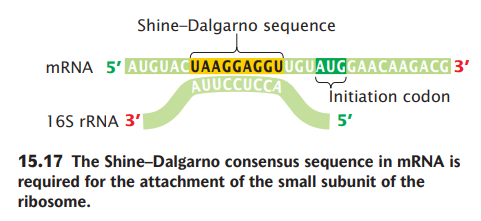 Shine–Dalgarno sequence
mRNA 5′ AUGUACUAAGGAGGUUGUAUGGAACAAGACG 3′
AUUCCUCCA
Initiation codon
16S rRNA 3′ 5′
15.17 The Shine–Dalgarno consensus sequence in mRNA is
required for the attachment of the small subunit of the
ribosome.